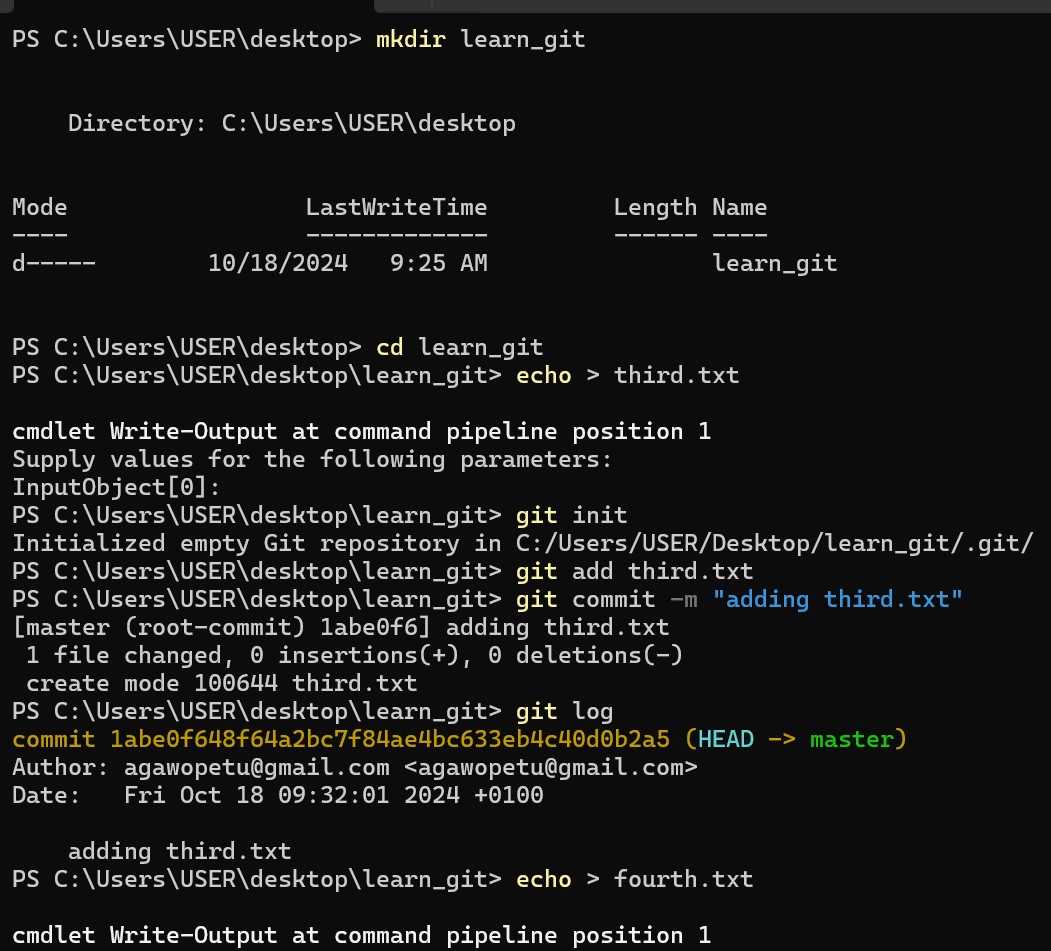 PS C:\Users\USER\desktop> mkdir learn_git
Directory: C:\Users\USER\desktop
Mode                 LastWriteTime         Length Name
----                 -------------         ------ ----
d-----        10/18/2024   9:25 AM                learn_git
PS C:\Users\USER\desktop> cd learn_git
PS C:\Users\USER\desktop\learn_git> echo > third.txt
cmdlet Write-Output at command pipeline position 1
Supply values for the following parameters:
InputObject[0]:
PS C:\Users\USER\desktop\learn_git> git init
Initialized empty Git repository in C:/Users/USER/Desktop/learn_git/.git/
PS C:\Users\USER\desktop\learn_git> git add third.txt
PS C:\Users\USER\desktop\learn_git> git commit -m "adding third.txt"
[master (root-commit) 1abe0f6] adding third.txt
 1 file changed, 0 insertions(+), 0 deletions(-)
 create mode 100644 third.txt
PS C:\Users\USER\desktop\learn_git> git log
commit 1abe0f648f64a2bc7f84ae4bc633eb4c40d0b2a5 (HEAD -> master)
Author: agawopetu@gmail.com <agawopetu@gmail.com>
Date:   Fri Oct 18 09:32:01 2024 +0100
    adding third.txt
PS C:\Users\USER\desktop\learn_git> echo > fourth.txt
cmdlet Write-Output at command pipeline position 1